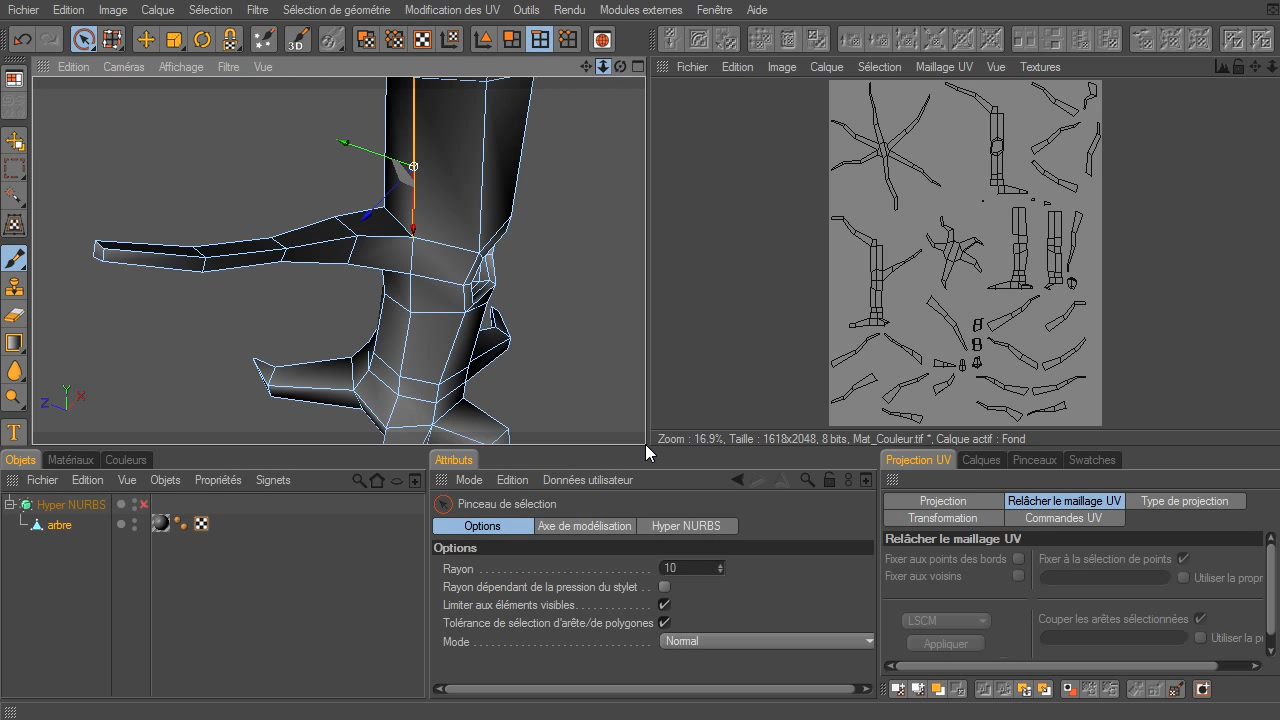 Fichier Edition Image Calque Sélection Filtre Sélection de géométrie Modification des UV Outils Rendu Modules externes Fenêtre Aide
3D
Edition Caméras Affichage Filtre Vue
Fichier Edition Image Calque Sélection Maillage UV Vue Textures
Y
Z X
T
Zoom : 16.9%, Taille : 1618x2048, 8 bits, Mat_Couleur.tif *, Calque actif : Fond
Objets Matériaux Couleurs
Fichier Edition Vue Objets Propriétés Signets
Hyper NURBS
arbre
Attributs
Mode Edition Données utilisateur
Pinceau de sélection
Options Axe de modélisation Hyper NURBS
Options
Rayon 10
Rayon dépendant de la pression du stylet
Limiter aux éléments visibles
Tolérance de sélection d'arête/de polygones
Mode Normal
Projection UV Calques Pinceaux Swatches
Projection Relâcher le maillage UV Type de projection
Transformation Commandes UV
Relâcher le maillage UV
Fixer aux points des bords Fixer à la sélection de points
Fixer aux voisins Utiliser la propr
LSCM Couper les arêtes sélectionnées
Appliquer Utiliser la p